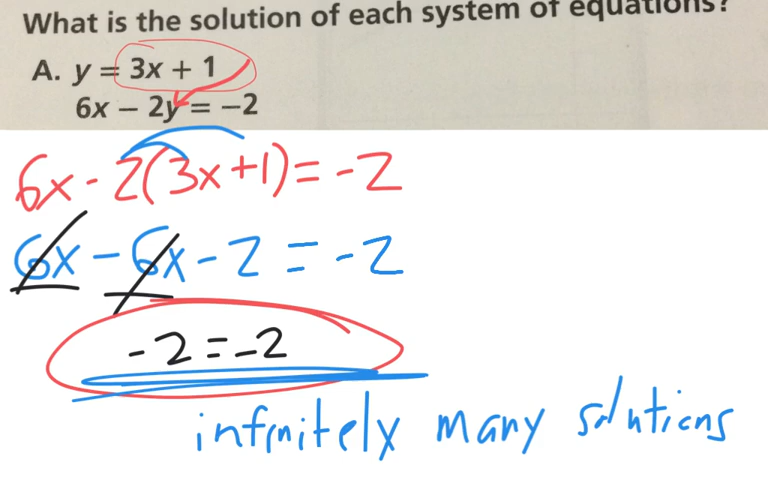 What is the solution of each system of equations?
A. y = 3x + 1
6x − 2y = −2
6x - 2(3x+1) = -2
6x - 6x - 2 = -2
-2 = -2
infinitely many solutions